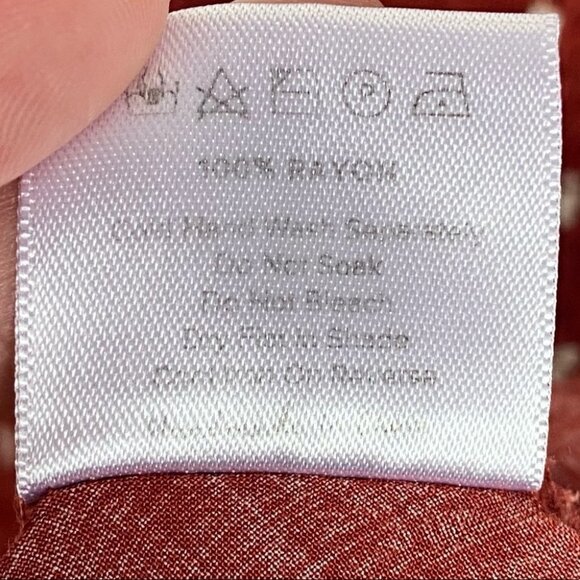 P
100% RAYON
Cold Hand Wash Separately
Do Not Soak
Do Not Bleach
Dry Flat In Shade
Cool Iron On Reverse